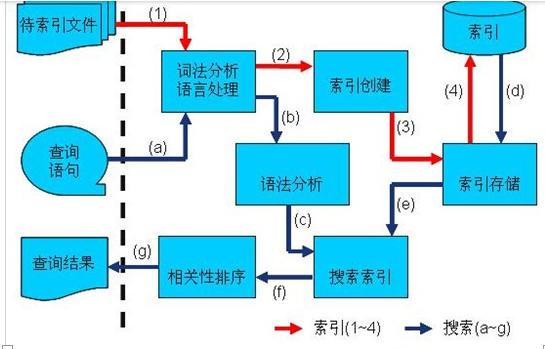 待索引文件
(1)
词法分析
语言处理
(2)
索引创建
索引
(4)
(d)
(3)
(b)
查询
语句
(a)
语法分析
索引存储
(c)
(e)
查询结果
(g)
相关性排序
(f)
搜索索引
索引(1~4)
搜索(a~g)